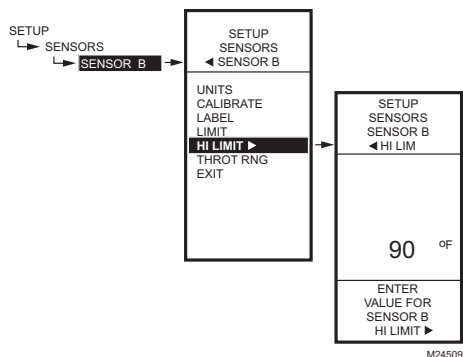 SETUP
SENSORS
SENSOR B
SETUP
SENSORS
◄ SENSOR B
UNITS
CALIBRATE
LABEL
LIMIT
HI LIMIT ►
THROT RNG
EXIT
SETUP
SENSORS
SENSOR B
◄ HI LIM
90 °F
ENTER
VALUE FOR
SENSOR B
HI LIMIT ►
M24509